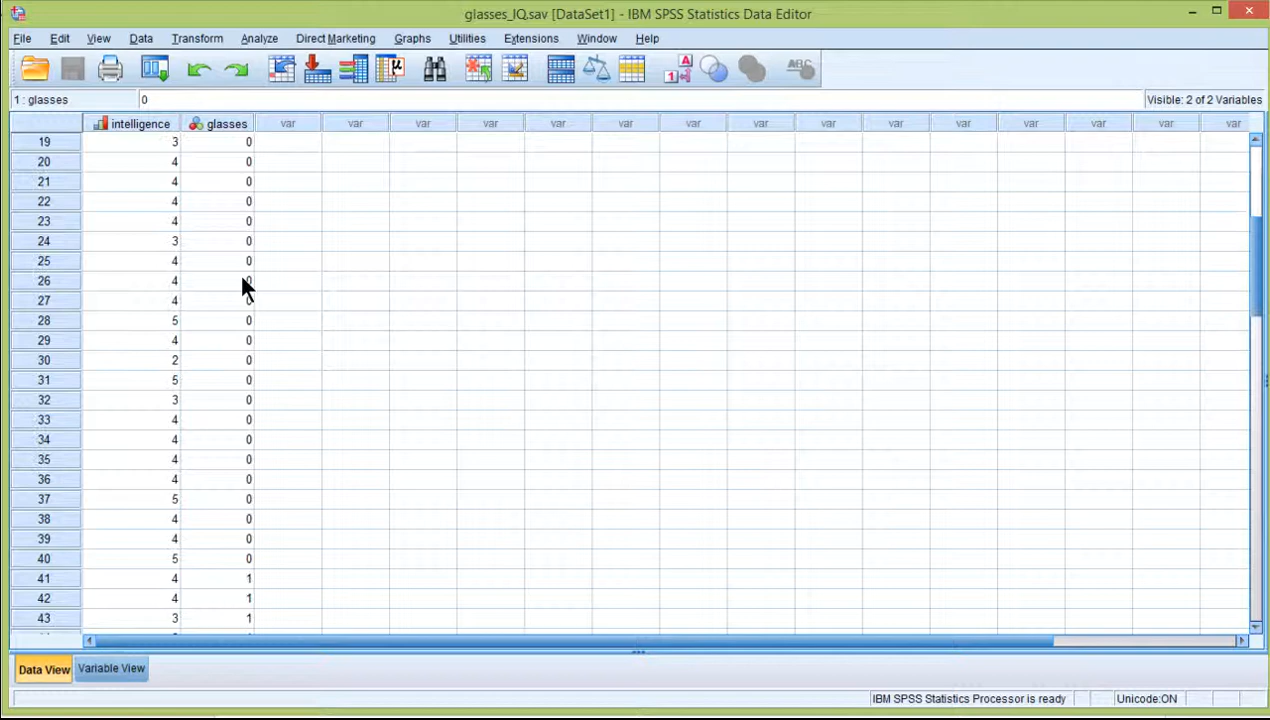 glasses_IQ.sav [DataSet1] - IBM SPSS Statistics Data Editor
File Edit View Data Transform Analyze Direct Marketing Graphs Utilities Extensions Window Help
1 : glasses 0 Visible: 2 of 2 Variables
intelligence glasses var var var var var var var var var var var var var var var
19 3 0
20 4 0
21 4 0
22 4 0
23 4 0
24 3 0
25 4 0
26 4 0
27 4 0
28 5 0
29 4 0
30 2 0
31 5 0
32 3 0
33 4 0
34 4 0
35 4 0
36 4 0
37 5 0
38 4 0
39 4 0
40 5 0
41 4 1
42 4 1
43 3 1
Data View Variable View
IBM SPSS Statistics Processor is ready Unicode:ON